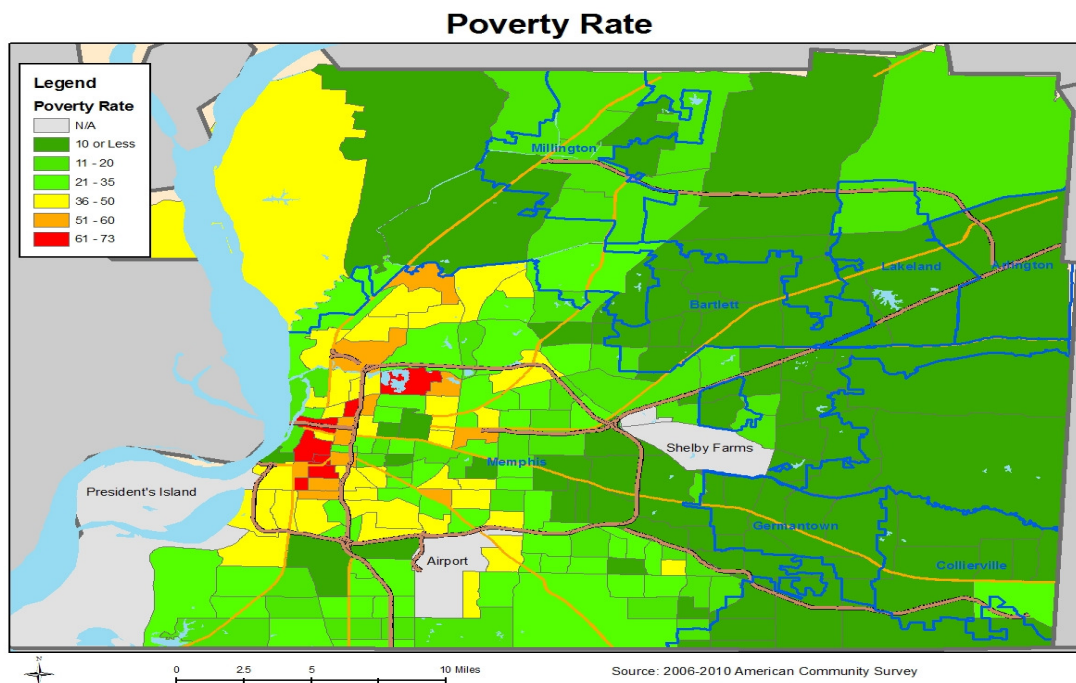 Poverty Rate
Legend
Poverty Rate
N/A
10 or Less
11 - 20
21 - 35
36 - 50
51 - 60
61 - 73
Millington
Lakeland
Arlington
Bartlett
Shelby Farms
Memphis
President's Island
Germantown
Airport
Collierville
N
0 2.5 5 10 Miles
Source: 2006-2010 American Community Survey